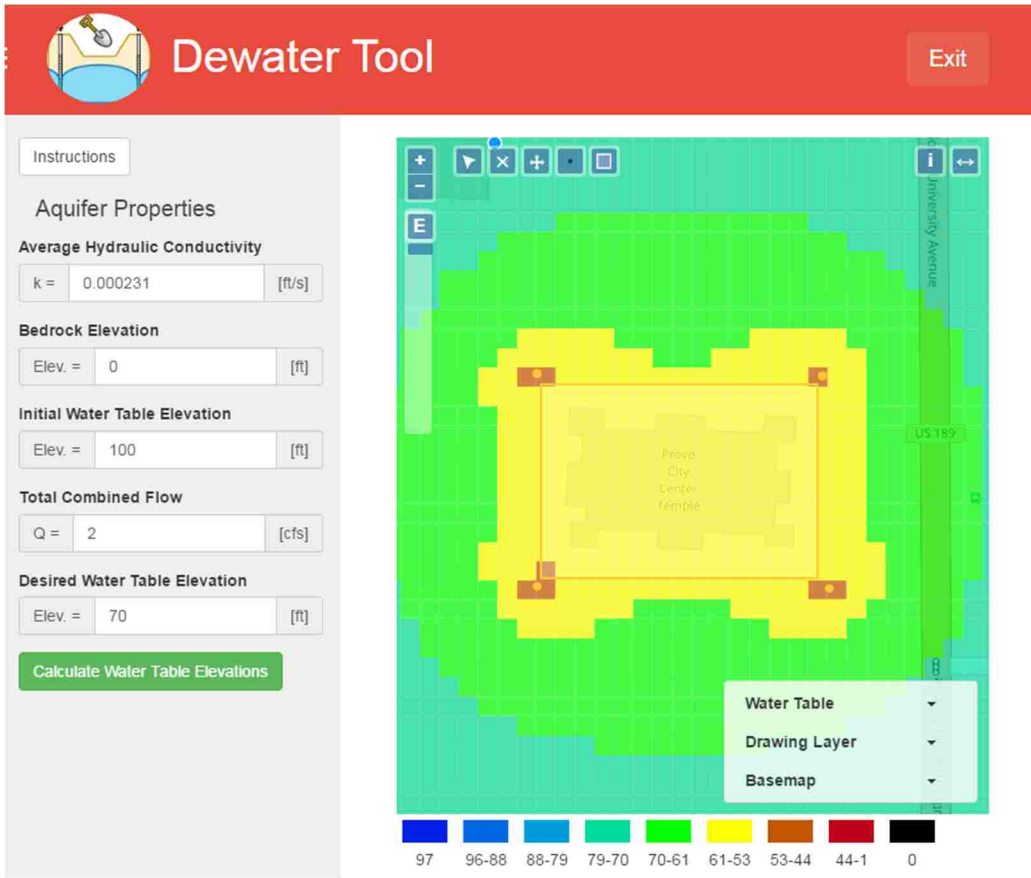 Dewater Tool
Exit
Instructions
Aquifer Properties
Average Hydraulic Conductivity
k = 0.000231 [ft/s]
Bedrock Elevation
Elev. = 0 [ft]
Initial Water Table Elevation
Elev. = 100 [ft]
Total Combined Flow
Q = 2 [cfs]
Desired Water Table Elevation
Elev. = 70 [ft]
Calculate Water Table Elevations
+
−
E
i
University Avenue
US 189
Provo
City
Center
Temple
Water Table
Drawing Layer
Basemap
97 96-88 88-79 79-70 70-61 61-53 53-44 44-1 0